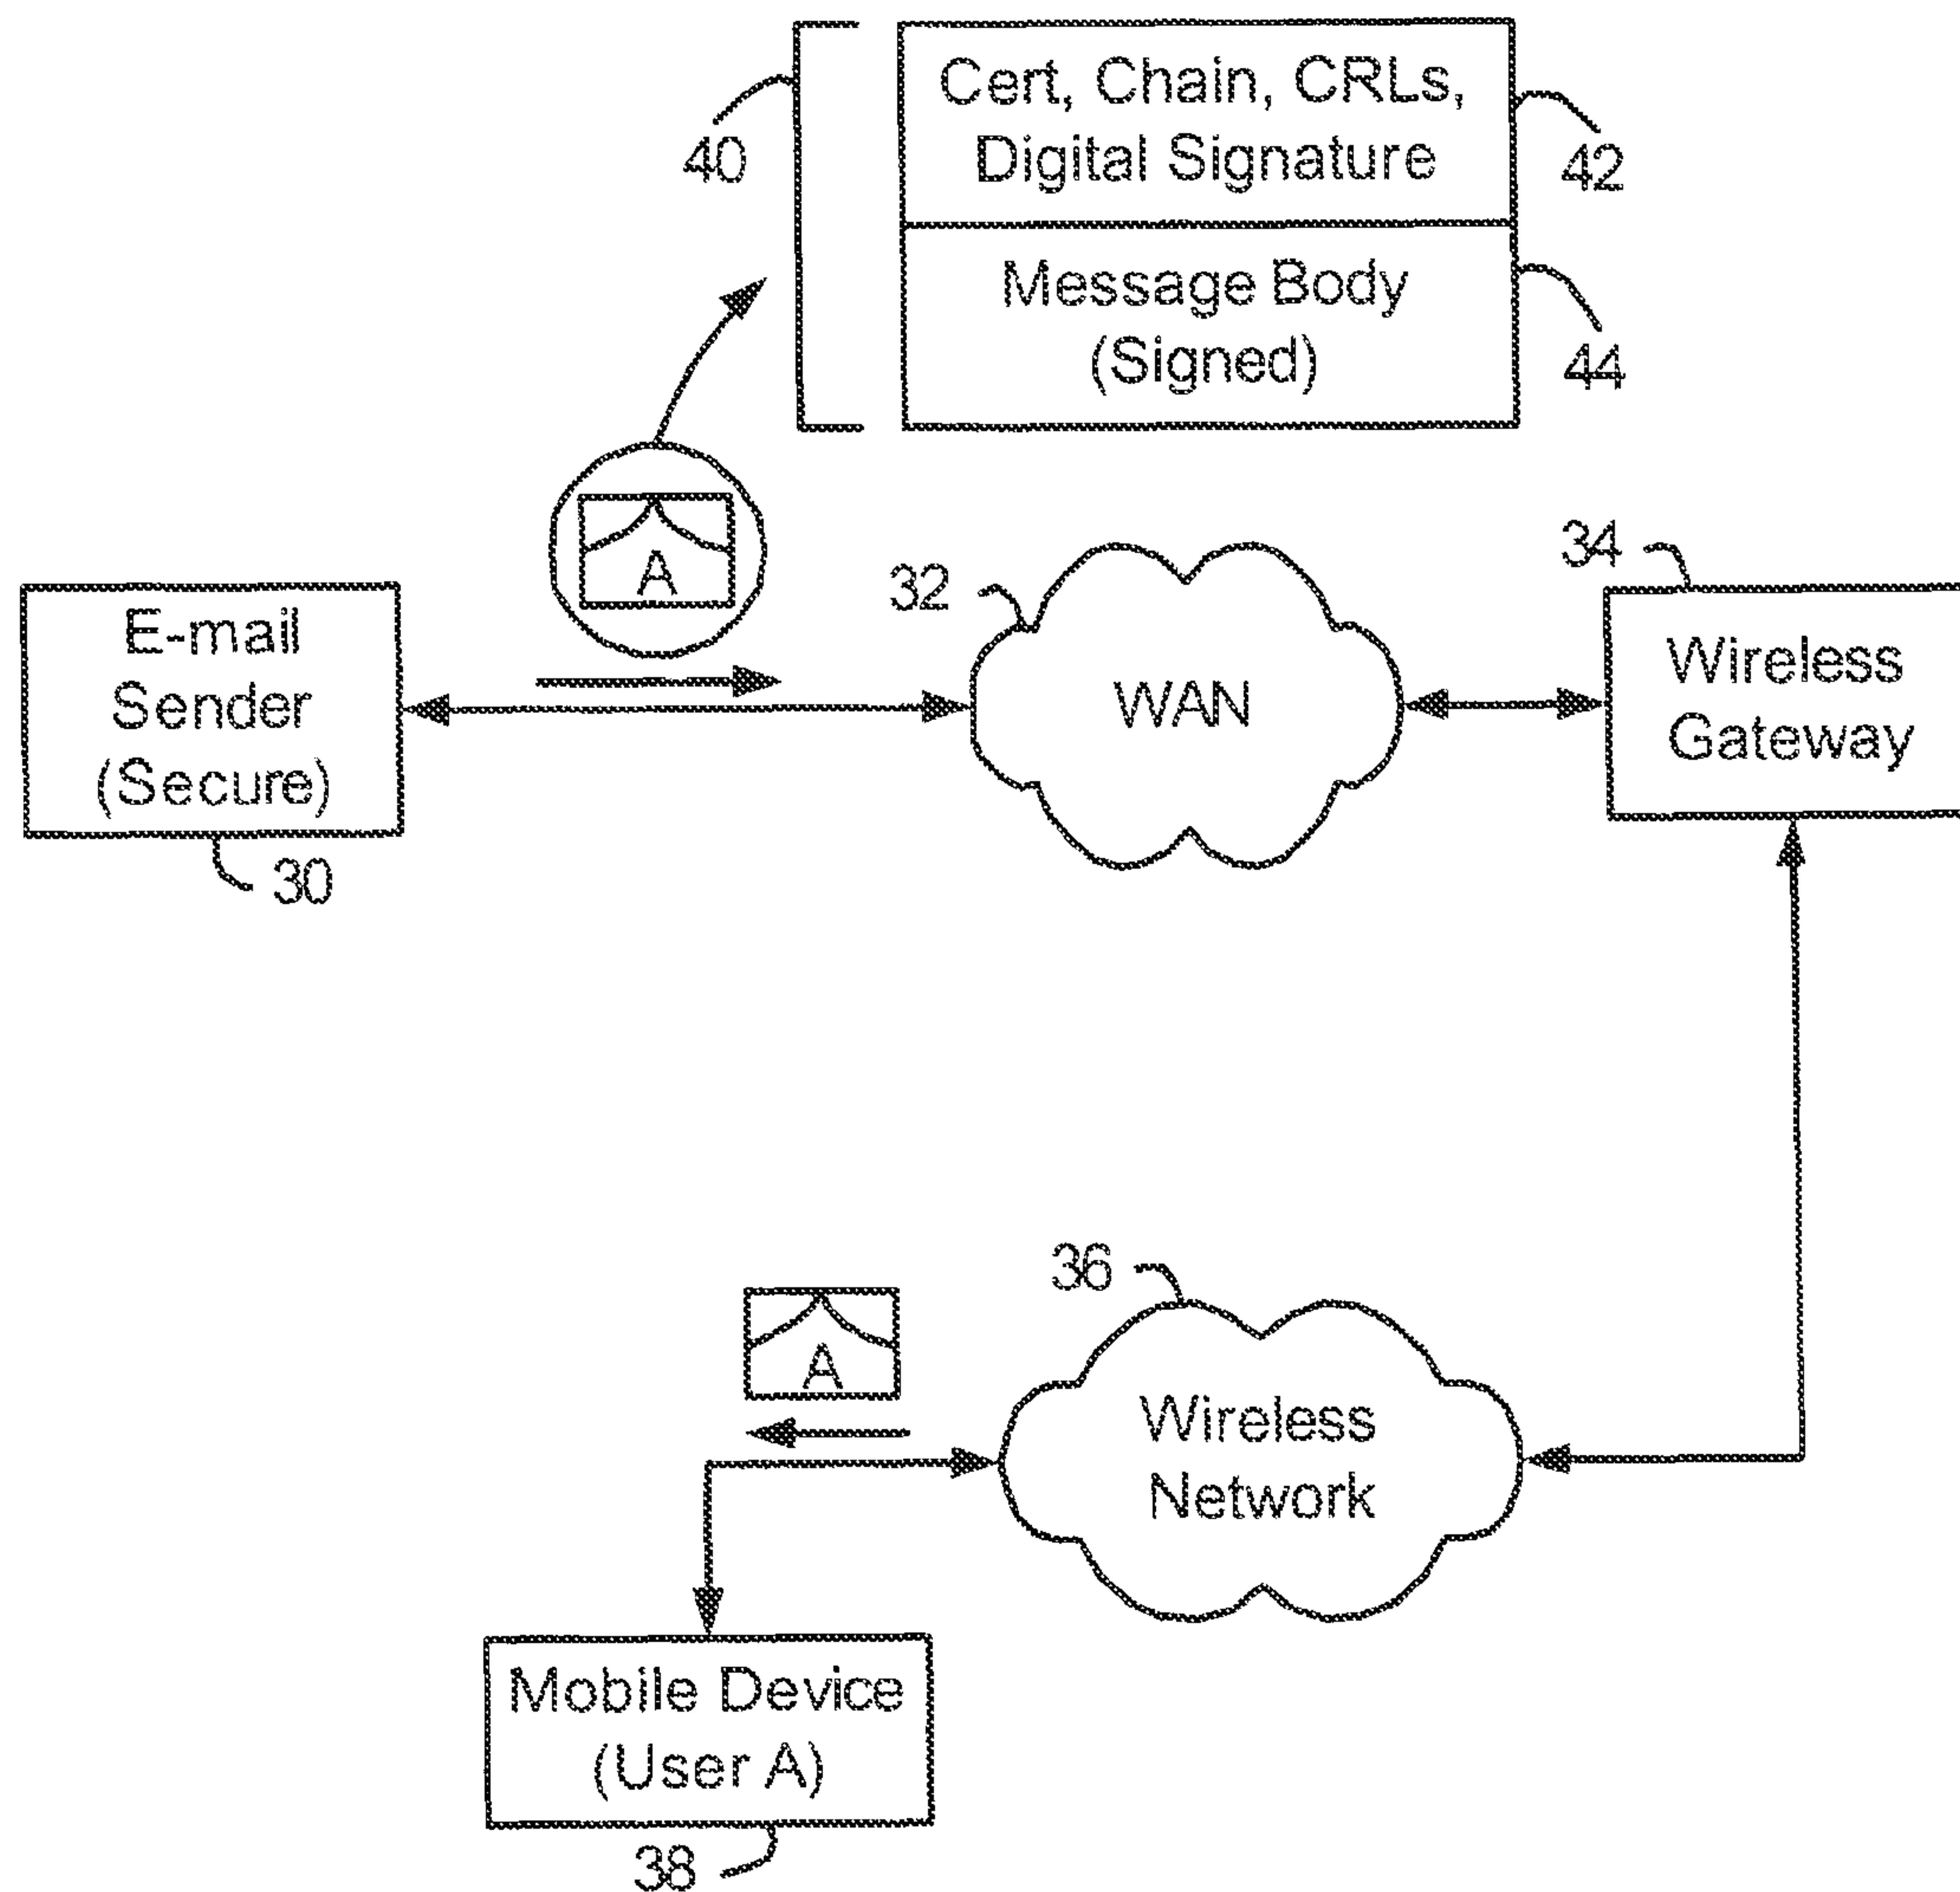 Cert, Chain, CRLs,
Digital Signature
40
42
Message Body
(Signed)
44
A
34
32
E-mail
Sender
(Secure)
WAN
Wireless
Gateway
30
36
A
Wireless
Network
Mobile Device
(User A)
38